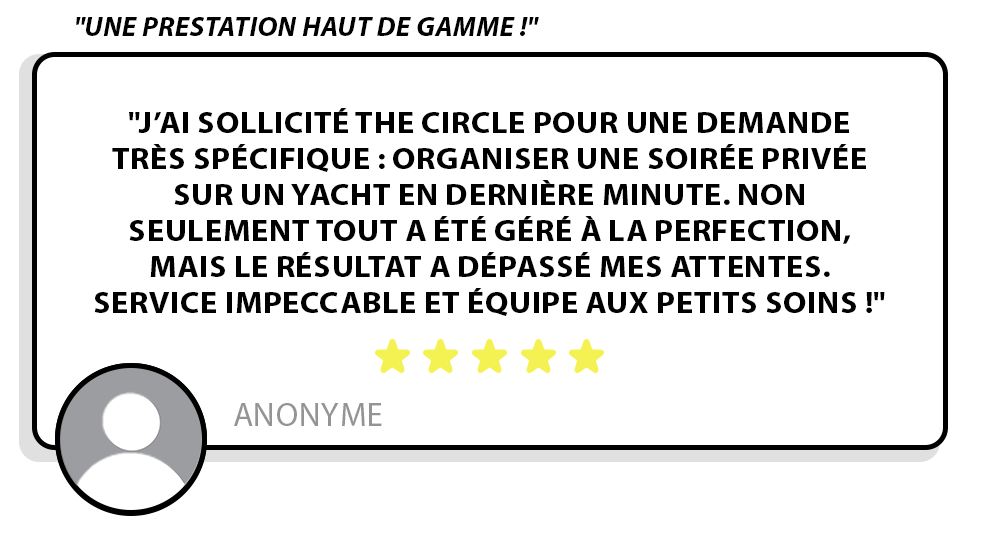 "UNE PRESTATION HAUT DE GAMME !"
"J’AI SOLLICITÉ THE CIRCLE POUR UNE DEMANDE
TRÈS SPÉCIFIQUE : ORGANISER UNE SOIRÉE PRIVÉE
SUR UN YACHT EN DERNIÈRE MINUTE. NON
SEULEMENT TOUT A ÉTÉ GÉRÉ À LA PERFECTION,
MAIS LE RÉSULTAT A DÉPASSÉ MES ATTENTES.
SERVICE IMPECCABLE ET ÉQUIPE AUX PETITS SOINS !"
ANONYME